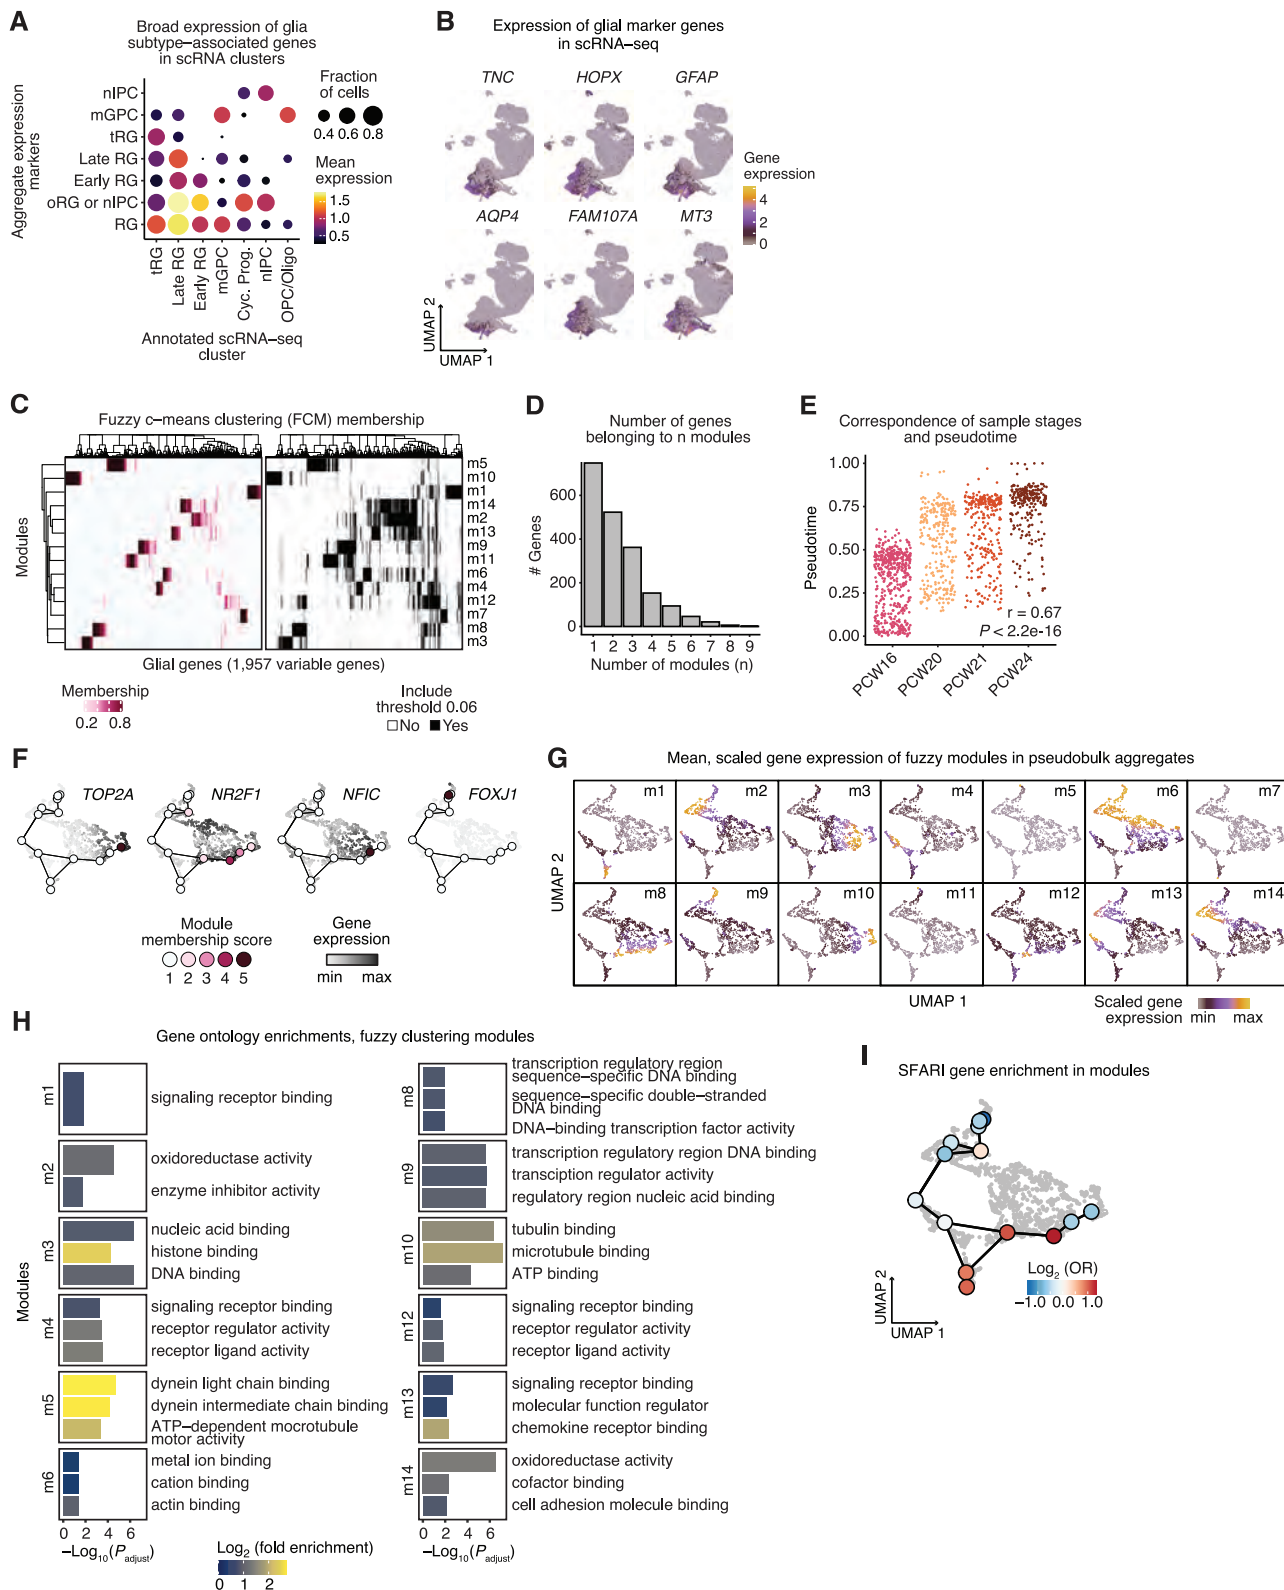 A
Broad expression of glia
subtype–associated genes
in scRNA clusters
Aggregate expression
markers
nIPC
mGPC
tRG
Late RG
Early RG
oRG or nIPC
RG
tRG
Late RG
Early RG
mGPC
Cyc. Prog.
nIPC
OPC/Oligo
Annotated scRNA–seq
cluster
Fraction
of cells
0.4 0.6 0.8
Mean
expression
1.5
1.0
0.5
B
Expression of glial marker genes
in scRNA–seq
TNC HOPX GFAP
AQP4 FAM107A MT3
UMAP 2
UMAP 1
Gene
expression
4
2
0
C
Fuzzy c–means clustering (FCM) membership
Modules
m5
m10
m1
m14
m2
m13
m9
m11
m6
m4
m12
m7
m8
m3
Glial genes (1,957 variable genes)
Membership
0.2 0.8
Include
threshold 0.06
No Yes
D
Number of genes
belonging to n modules
# Genes
600
400
200
0
1 2 3 4 5 6 7 8 9
Number of modules (n)
E
Correspondence of sample stages
and pseudotime
Pseudotime
1.00
0.75
0.50
0.25
0.00
r = 0.67
P < 2.2e-16
PCW16
PCW20
PCW21
PCW24
F
TOP2A NR2F1 NFIC FOXJ1
Module
membership score
1 2 3 4 5
Gene
expression
min max
G
Mean, scaled gene expression of fuzzy modules in pseudobulk aggregates
m1 m2 m3 m4 m5 m6 m7
m8 m9 m10 m11 m12 m13 m14
UMAP 2
UMAP 1
Scaled gene
expression
min max
H
Gene ontology enrichments, fuzzy clustering modules
Modules
m1
signaling receptor binding
m2
oxidoreductase activity
enzyme inhibitor activity
m3
nucleic acid binding
histone binding
DNA binding
m4
signaling receptor binding
receptor regulator activity
receptor ligand activity
m5
dynein light chain binding
dynein intermediate chain binding
ATP–dependent mocrotubule
motor activity
m6
metal ion binding
cation binding
actin binding
0 2 4 6
–Log10(Padjust)
m8
transcription regulatory region
sequence–specific DNA binding
sequence–specific double–stranded
DNA binding
DNA–binding transcription factor activity
m9
transcription regulatory region DNA binding
transciption regulator activity
regulatory region nucleic acid binding
m10
tubulin binding
microtubule binding
ATP binding
m12
signaling receptor binding
receptor regulator activity
receptor ligand activity
m13
signaling receptor binding
molecular function regulator
chemokine receptor binding
m14
oxidoreductase activity
cofactor binding
cell adhesion molecule binding
0 2 4 6
–Log10(Padjust)
Log2 (fold enrichment)
0 1 2
I
SFARI gene enrichment in modules
Log2 (OR)
–1.0 0.0 1.0
UMAP 2
UMAP 1